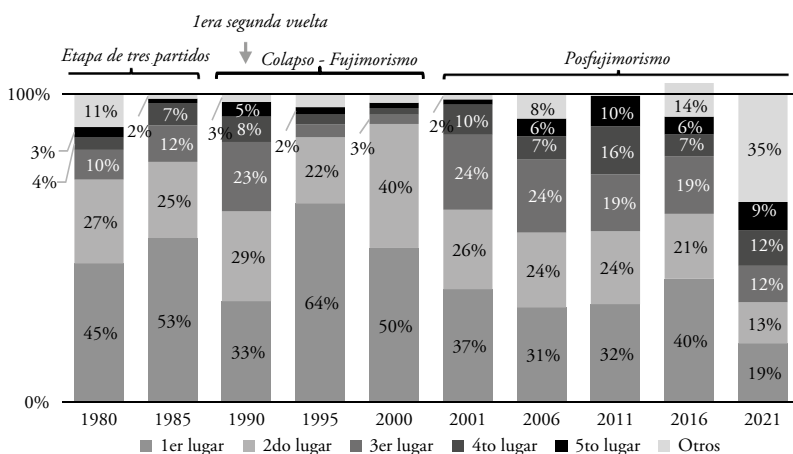 1era segunda vuelta
Etapa de tres partidos
Colapso - Fujimorismo
Posfujimorismo
100%
11% 7% 5% 10% 8% 10% 14% 35%
3% 2% 3% 2% 3% 2%
4% 10% 12% 8% 6% 7% 16% 6% 7% 9%
27% 25% 23% 22% 40% 24% 24% 19% 19% 12%
29% 26% 24% 24% 21% 12%
45% 53% 33% 64% 50% 37% 31% 32% 40% 13%
19%
0%
1980 1985 1990 1995 2000 2001 2006 2011 2016 2021
1er lugar 2do lugar 3er lugar 4to lugar 5to lugar Otros